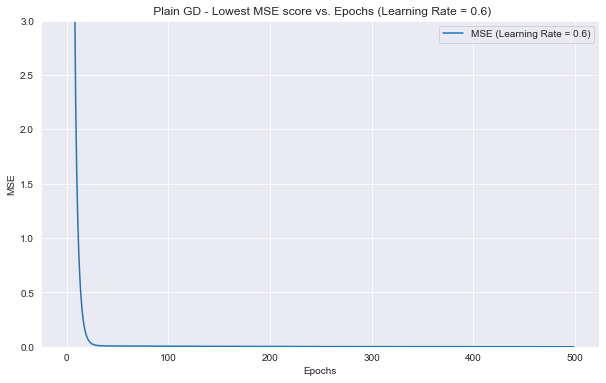 Plain GD - Lowest MSE score vs. Epochs (Learning Rate = 0.6)
MSE (Learning Rate = 0.6)
3.0
2.5
2.0
1.5
1.0
0.5
0.0
MSE
0 100 200 300 400 500
Epochs